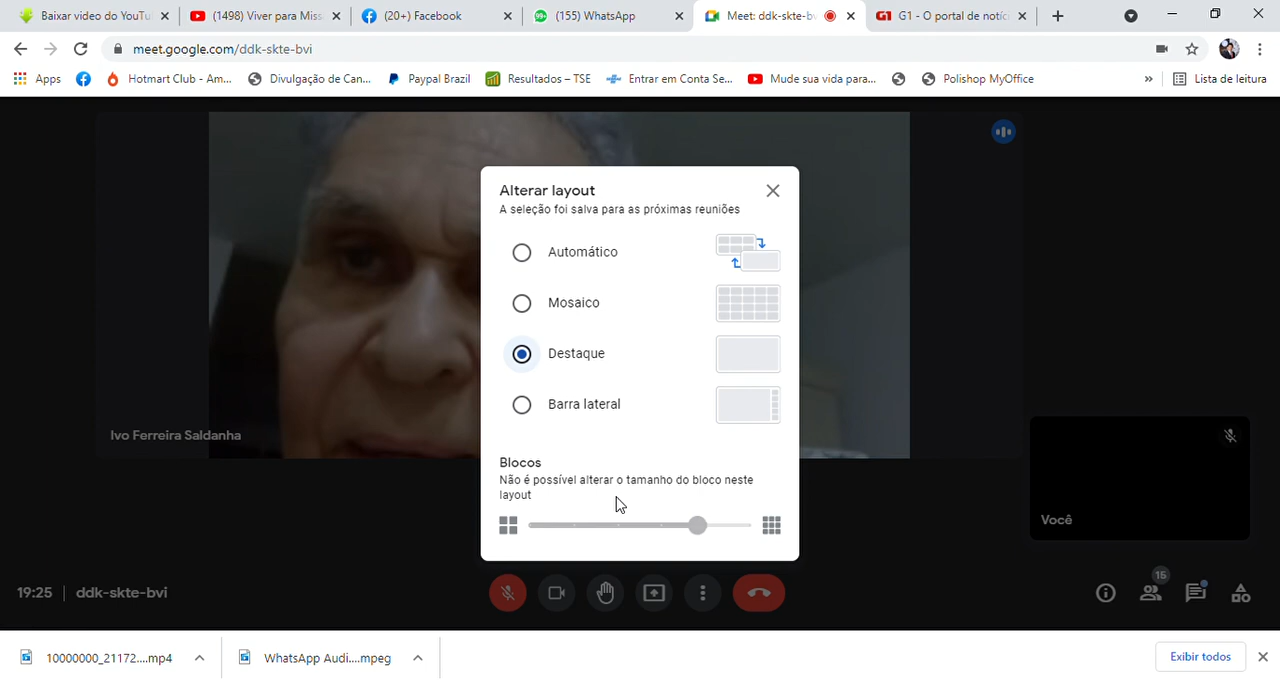 Baixar video do YouTu
(1498) Viver para Miss
(20+) Facebook
99+
(155) WhatsApp
Meet: ddk-skte-bv
G1 - O portal de notíc
meet.google.com/ddk-skte-bvi
Apps
Hotmart Club - Am...
Divulgação de Can...
Paypal Brazil
Resultados – TSE
Entrar em Conta Se...
Mude sua vida para...
Polishop MyOffice
»
Lista de leitura
Alterar layout
A seleção foi salva para as próximas reuniões
Automático
Mosaico
Destaque
Barra lateral
Blocos
Não é possível alterar o tamanho do bloco neste
layout
Ivo Ferreira Saldanha
Você
19:25 | ddk-skte-bvi
15
10000000_21172....mp4
WhatsApp Audi....mpeg
Exibir todos